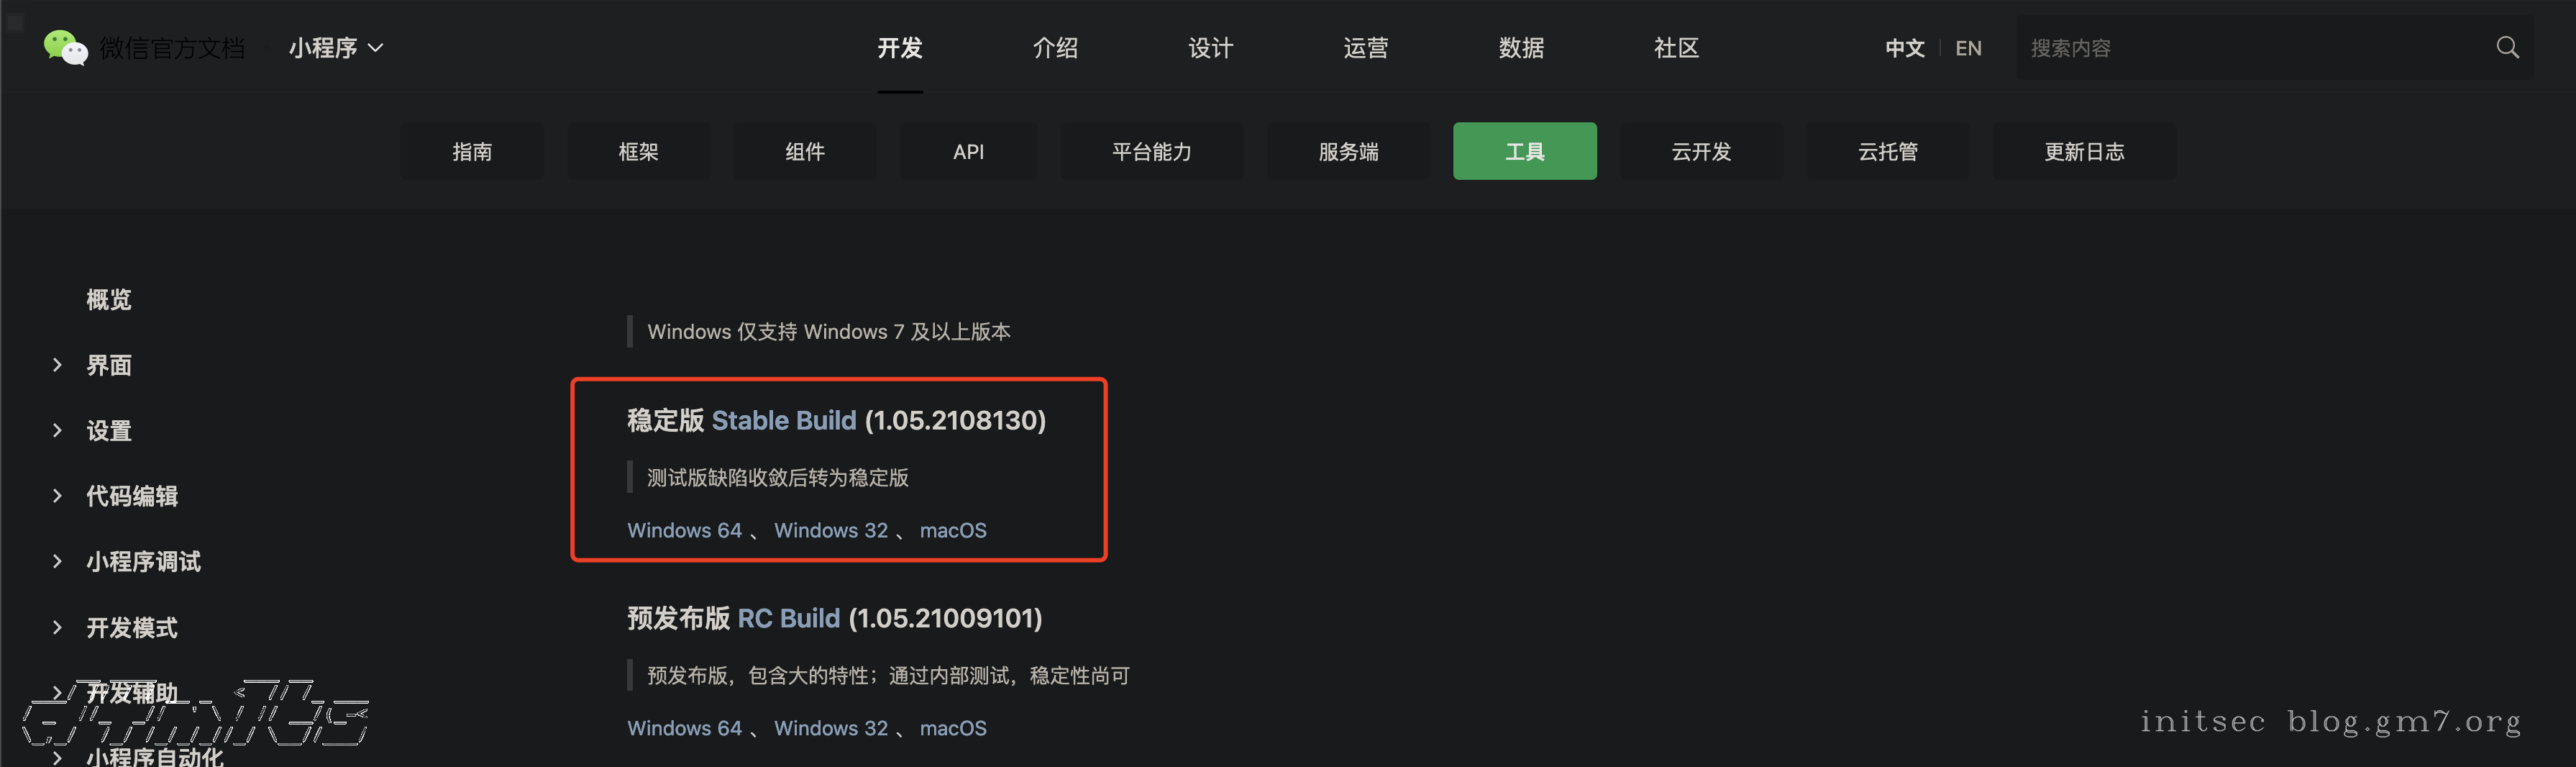 微信官方文档 小程序 开发 介绍 设计 运营 数据 社区 中文 EN 搜索内容
指南 框架 组件 API 平台能力 服务端 工具 云开发 云托管 更新日志
概览
界面
设置
代码编辑
小程序调试
开发模式
开发辅助
小程序自动化
Windows 仅支持 Windows 7 及以上版本
稳定版 Stable Build (1.05.2108130)
测试版缺陷收敛后转为稳定版
Windows 64 、 Windows 32 、 macOS
预发布版 RC Build (1.05.21009101)
预发布版，包含大的特性；通过内部测试，稳定性尚可
Windows 64 、 Windows 32 、 macOS
initsec blog.gm7.org